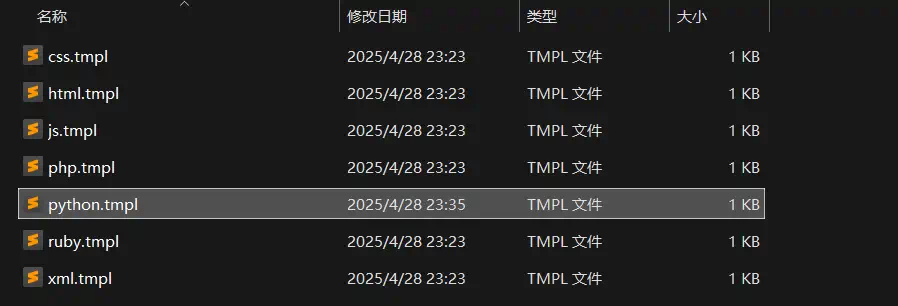 名称 修改日期 类型 大小
css.tmpl 2025/4/28 23:23 TMPL 文件 1 KB
html.tmpl 2025/4/28 23:23 TMPL 文件 1 KB
js.tmpl 2025/4/28 23:23 TMPL 文件 1 KB
php.tmpl 2025/4/28 23:23 TMPL 文件 1 KB
python.tmpl 2025/4/28 23:35 TMPL 文件 1 KB
ruby.tmpl 2025/4/28 23:23 TMPL 文件 1 KB
xml.tmpl 2025/4/28 23:23 TMPL 文件 1 KB